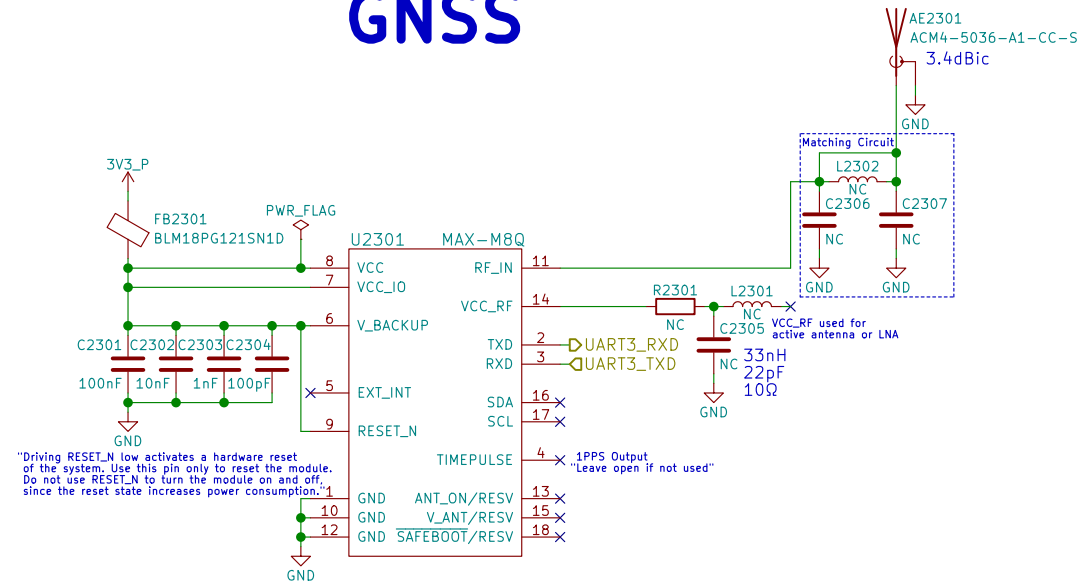 GNSS
AE2301
ACM4-5036-A1-CC-S
3.4dBic
GND
Matching Circuit
L2302
NC
C2306
C2307
NC
NC
GND
GND
3V3_P
FB2301
BLM18PG121SN1D
PWR_FLAG
U2301
MAX-M8Q
8
VCC
RF_IN
11
7
VCC_IO
6
V_BACKUP
VCC_RF
14
R2301
NC
L2301
NC
VCC_RF used for
active antenna or LNA
C2305
NC
33nH
22pF
10Ω
GND
TXD
2
UART3_RXD
RXD
3
UART3_TXD
C2301
C2302
C2303
C2304
100nF
10nF
1nF
100pF
GND
5
EXT_INT
SDA
16
SCL
17
9
RESET_N
TIMEPULSE
4
1PPS Output
"Leave open if not used"
"Driving RESET_N low activates a hardware reset
of the system. Use this pin only to reset the module.
Do not use RESET_N to turn the module on and off,
since the reset state increases power consumption."
1
GND
ANT_ON/RESV
13
10
GND
V_ANT/RESV
15
12
GND
SAFEBOOT/RESV
18
GND